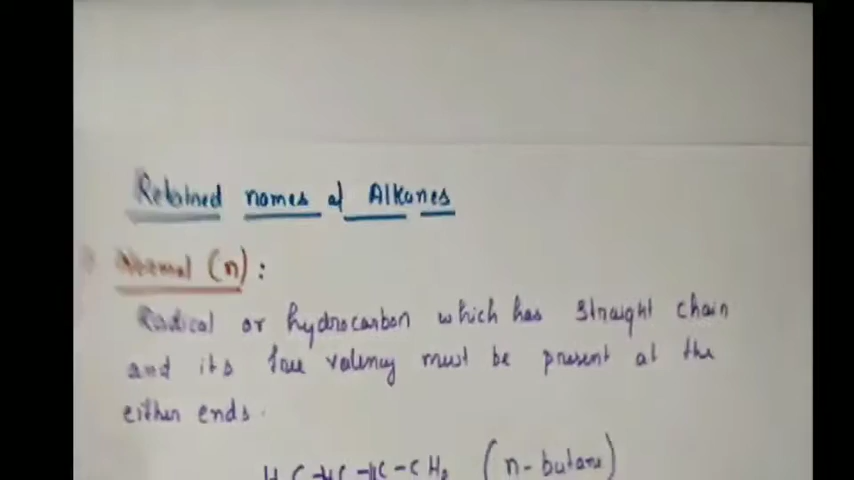 Retained names of Alkanes
Normal (n) :
Radical or hydrocarbon which has straight chain
and its free valency must be present at the
either ends.
(n-butane)